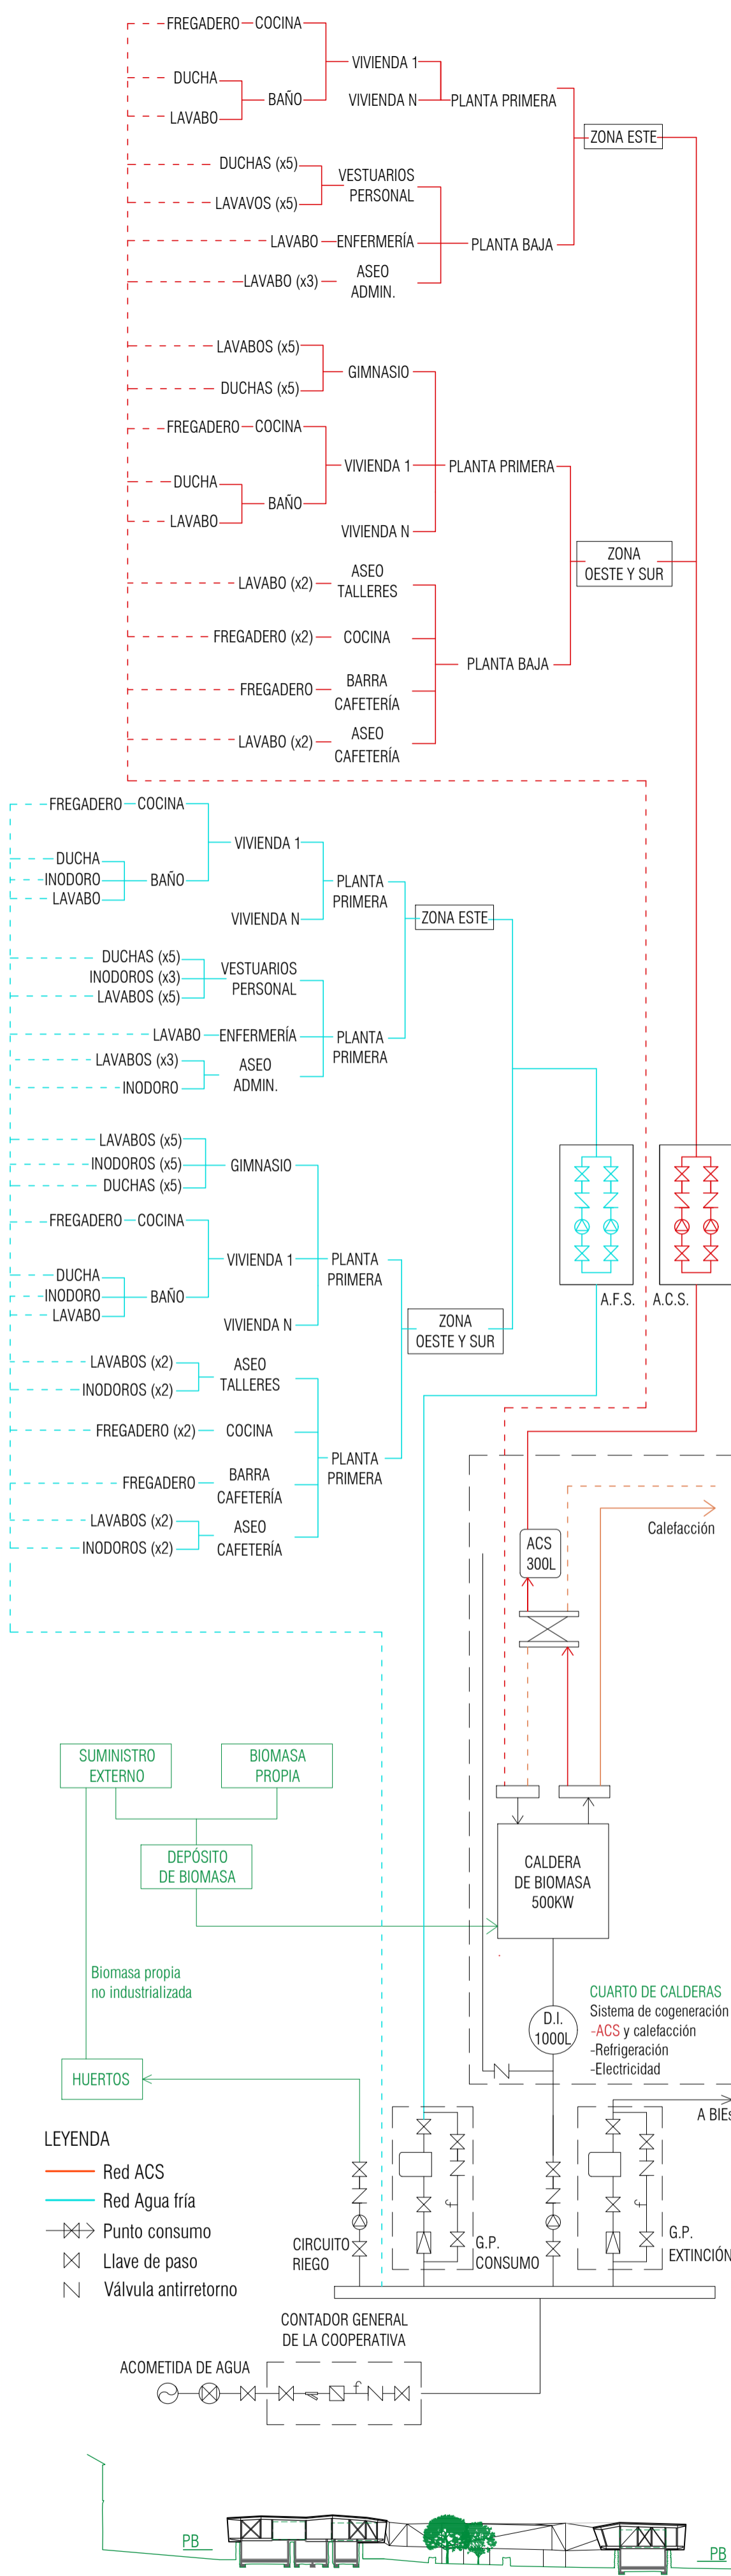 FREGADERO
COCINA
VIVIENDA 1
DUCHA
BAÑO
VIVIENDA N
PLANTA PRIMERA
LAVABO
ZONA ESTE
DUCHAS (x5)
VESTUARIOS
PERSONAL
LAVAVOS (x5)
LAVABO
ENFERMERÍA
PLANTA BAJA
LAVABO (x3)
ASEO
ADMIN.
LAVABOS (x5)
GIMNASIO
DUCHAS (x5)
FREGADERO
COCINA
VIVIENDA 1
PLANTA PRIMERA
DUCHA
BAÑO
LAVABO
VIVIENDA N
ZONA
OESTE Y SUR
LAVABO (x2)
ASEO
TALLERES
FREGADERO (x2)
COCINA
PLANTA BAJA
FREGADERO
BARRA
CAFETERÍA
LAVABO (x2)
ASEO
CAFETERÍA
FREGADERO
COCINA
VIVIENDA 1
DUCHA
INODORO
BAÑO
PLANTA
PRIMERA
LAVABO
VIVIENDA N
ZONA ESTE
DUCHAS (x5)
INODOROS (x3)
LAVABOS (x5)
VESTUARIOS
PERSONAL
LAVABO
ENFERMERÍA
PLANTA
PRIMERA
LAVABOS (x3)
ASEO
ADMIN.
INODORO
LAVABOS (x5)
INODOROS (x5)
GIMNASIO
DUCHAS (x5)
FREGADERO
COCINA
VIVIENDA 1
PLANTA
PRIMERA
DUCHA
INODORO
BAÑO
LAVABO
VIVIENDA N
ZONA
OESTE Y SUR
A.F.S.
A.C.S.
LAVABOS (x2)
ASEO
TALLERES
INODOROS (x2)
FREGADERO (x2)
COCINA
PLANTA
PRIMERA
FREGADERO
BARRA
CAFETERÍA
LAVABOS (x2)
ASEO
CAFETERÍA
INODOROS (x2)
Calefacción
ACS
300L
SUMINISTRO
EXTERNO
BIOMASA
PROPIA
DEPÓSITO
DE BIOMASA
CALDERA
DE BIOMASA
500KW
Biomasa propia
no industrializada
D.I.
1000L
CUARTO DE CALDERAS
Sistema de cogeneración
-ACS y calefacción
-Refrigeración
-Electricidad
HUERTOS
A BIEs
LEYENDA
Red ACS
Red Agua fría
Punto consumo
Llave de paso
Válvula antirretorno
CIRCUITO
RIEGO
G.P.
CONSUMO
G.P.
EXTINCIÓN
CONTADOR GENERAL
DE LA COOPERATIVA
ACOMETIDA DE AGUA
PB
PB